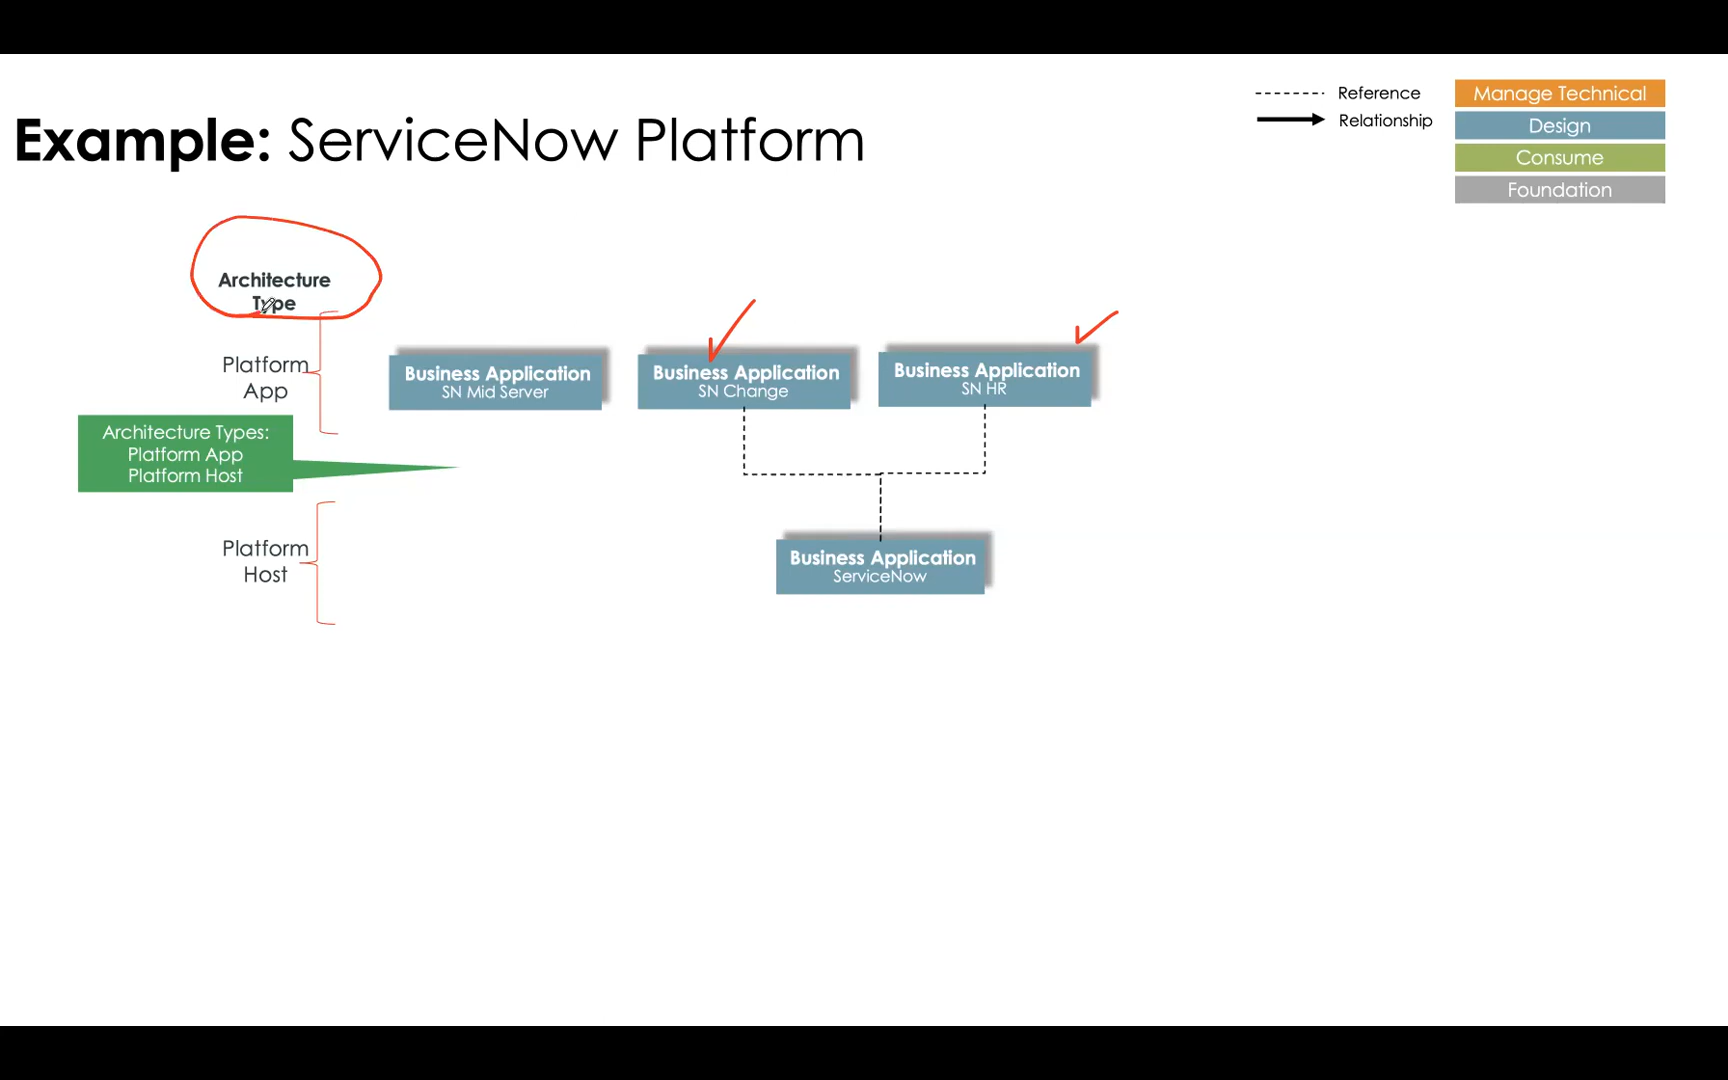 Example: ServiceNow Platform
Reference
Relationship
Manage Technical
Design
Consume
Foundation
Architecture
Type
Platform
App
Business Application
SN Mid Server
Business Application
SN Change
Business Application
SN HR
Architecture Types:
Platform App
Platform Host
Platform
Host
Business Application
ServiceNow